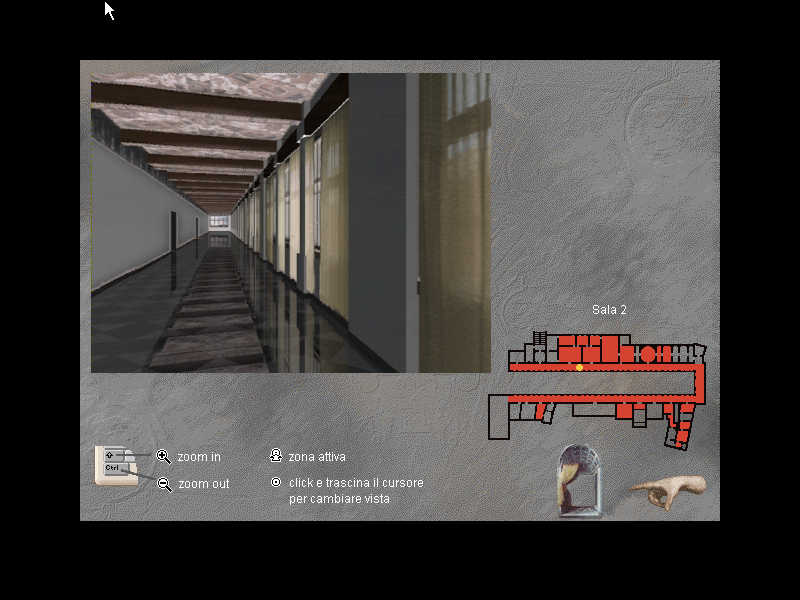 Sala 2
zoom in
zona attiva
Ctrl
zoom out
click e trascina il cursore
per cambiare vista